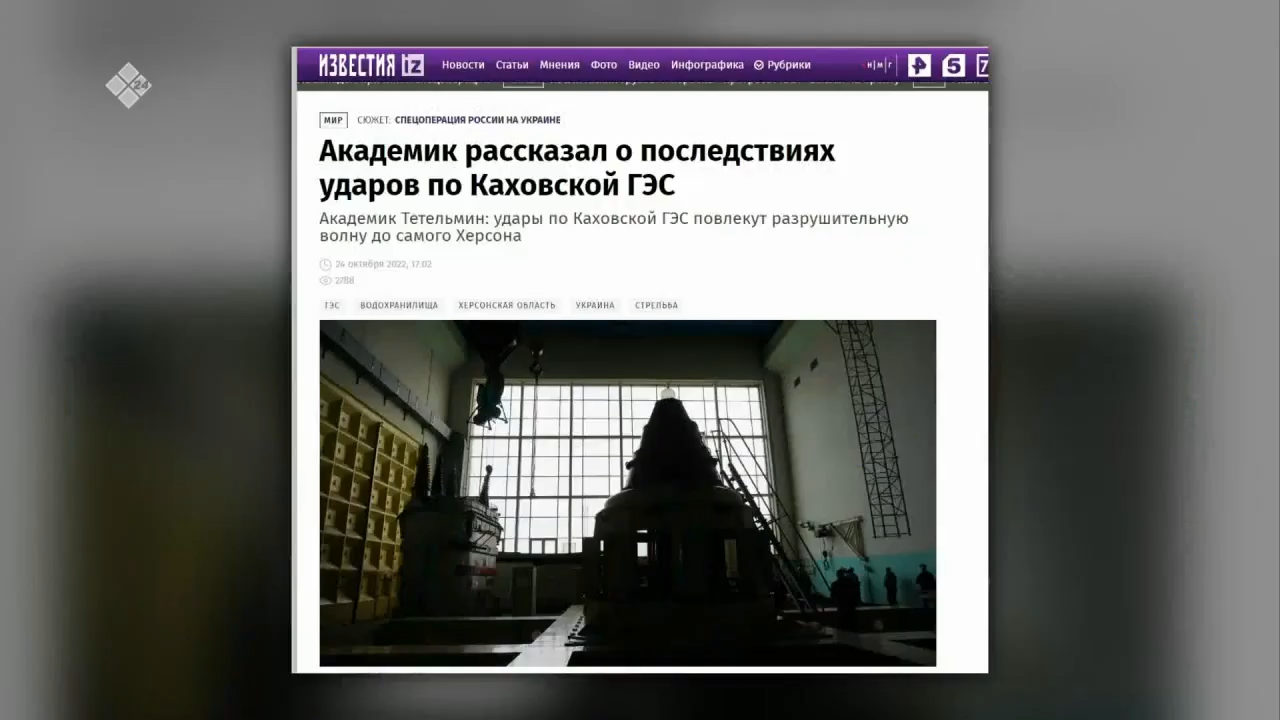 ИЗВЕСТИЯ iz
Новости Статьи Мнения Фото Видео Инфографика Рубрики
н|м|г 5
МИР СЮЖЕТ: СПЕЦОПЕРАЦИЯ РОССИИ НА УКРАИНЕ
Академик рассказал о последствиях
ударов по Каховской ГЭС
Академик Тетельмин: удары по Каховской ГЭС повлекут разрушительную
волну до самого Херсона
24 октября 2022, 17:02
2788
ГЭС ВОДОХРАНИЛИЩА ХЕРСОНСКАЯ ОБЛАСТЬ УКРАИНА СТРЕЛЬБА
24